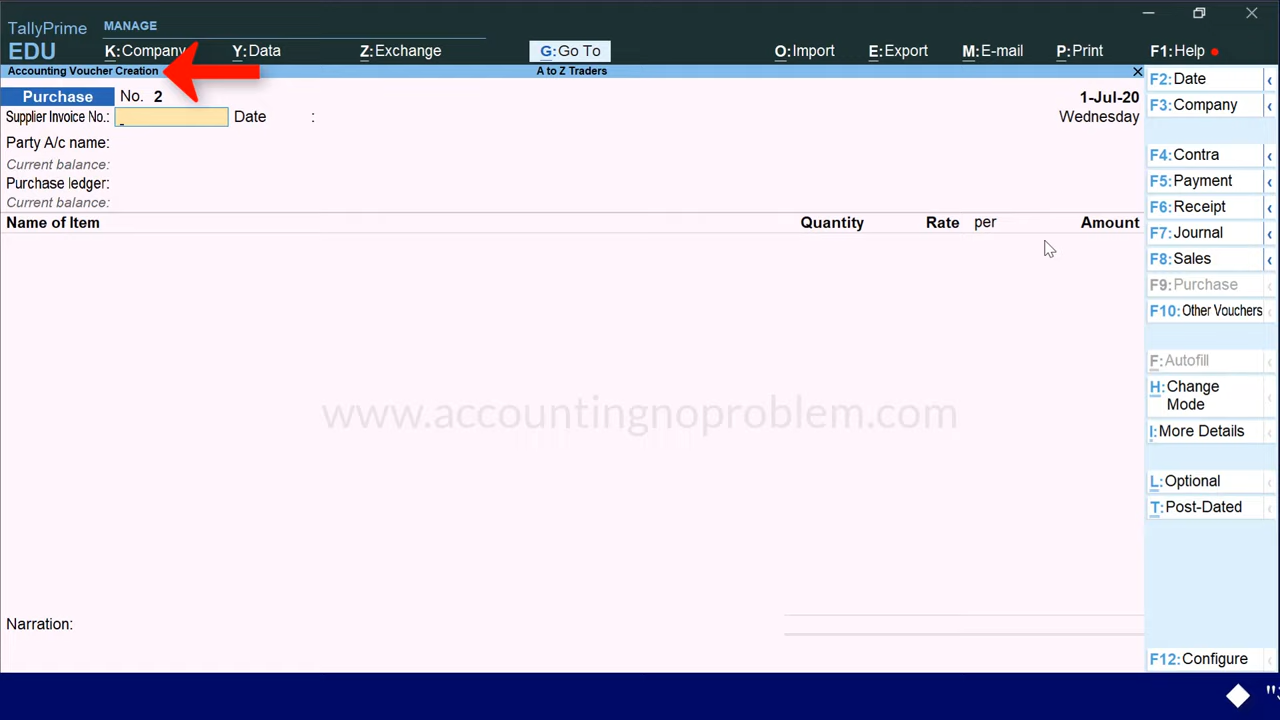 TallyPrime
MANAGE
EDU
K:Company
Y:Data
Z:Exchange
G:Go To
O:Import
E:Export
M:E-mail
P:Print
F1:Help
Accounting Voucher Creation
A to Z Traders
Purchase No. 2
1-Jul-20
Supplier Invoice No.:
Date :
Wednesday
Party A/c name:
Current balance:
Purchase ledger:
Current balance:
Name of Item
Quantity
Rate per
Amount
F2:Date
F3:Company
F4:Contra
F5:Payment
F6:Receipt
F7:Journal
F8:Sales
F9:Purchase
F10:Other Vouchers
F:Autofill
H:Change
Mode
I:More Details
L:Optional
T:Post-Dated
www.accountingnoproblem.com
Narration:
F12:Configure